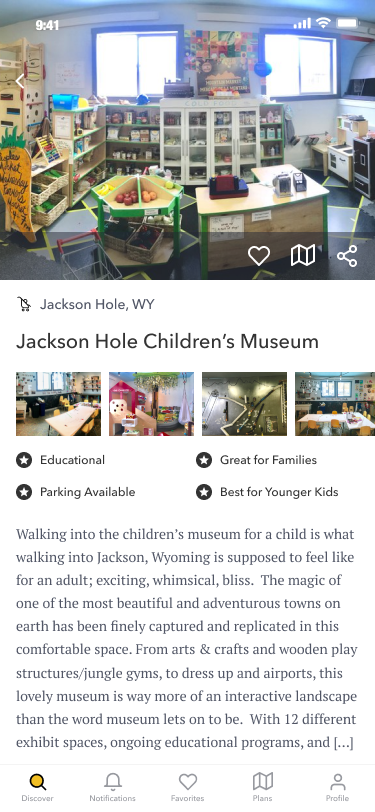 9:41
Jackson Hole, WY
Jackson Hole Children’s Museum
Educational
Great for Families
Parking Available
Best for Younger Kids
Walking into the children’s museum for a child is what
walking into Jackson, Wyoming is supposed to feel like
for an adult; exciting, whimsical, bliss.  The magic of
one of the most beautiful and adventurous towns on
earth has been finely captured and replicated in this
comfortable space. From arts & crafts and wooden play
structures/jungle gyms, to dress up and airports, this
lovely museum is way more of an interactive landscape
than the word museum lets on to be.  With 12 different
exhibit spaces, ongoing educational programs, and [...]
Discover
Notifications
Favorites
Plans
Profile